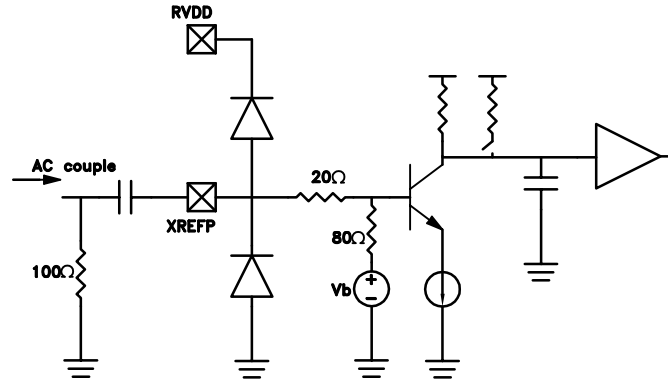 RVDD
AC couple
20Ω
XREFP
80Ω
100Ω
Vb